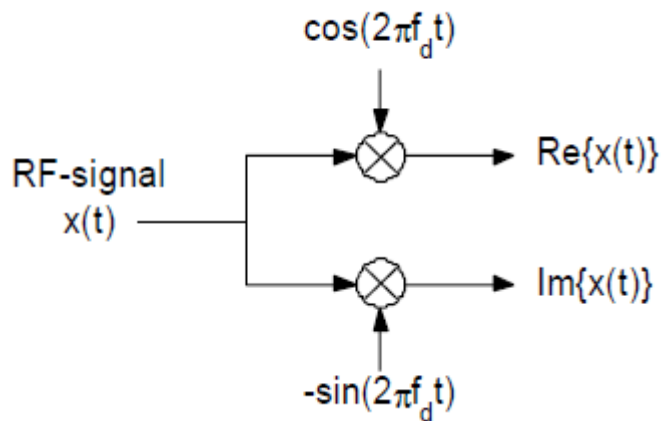 cos(2πf_d t)
RF-signal
x(t)
Re{x(t)}
Im{x(t)}
-sin(2πf_d t)